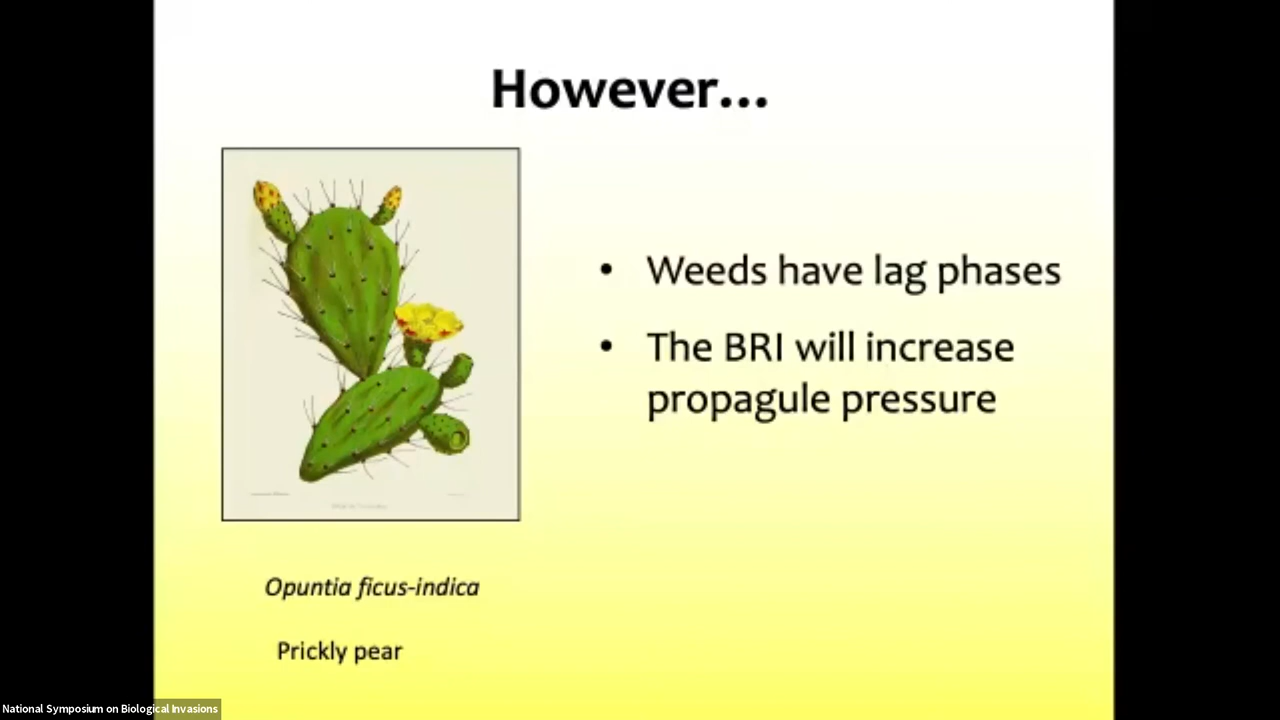 However...
• Weeds have lag phases
• The BRI will increase
propagule pressure
Opuntia ficus-indica
Prickly pear
National Symposium on Biological Invasions